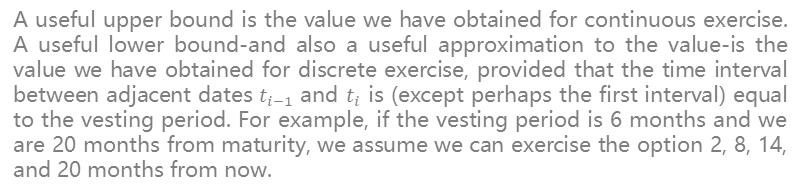 A useful upper bound is the value we have obtained for continuous exercise.
A useful lower bound-and also a useful approximation to the value-is the
value we have obtained for discrete exercise, provided that the time interval
between adjacent dates t_{i−1} and t_i is (except perhaps the first interval) equal
to the vesting period. For example, if the vesting period is 6 months and we
are 20 months from maturity, we assume we can exercise the option 2, 8, 14,
and 20 months from now.